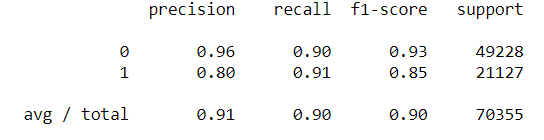 precision recall f1-score support
0 0.96 0.90 0.93 49228
1 0.80 0.91 0.85 21127
avg / total 0.91 0.90 0.90 70355